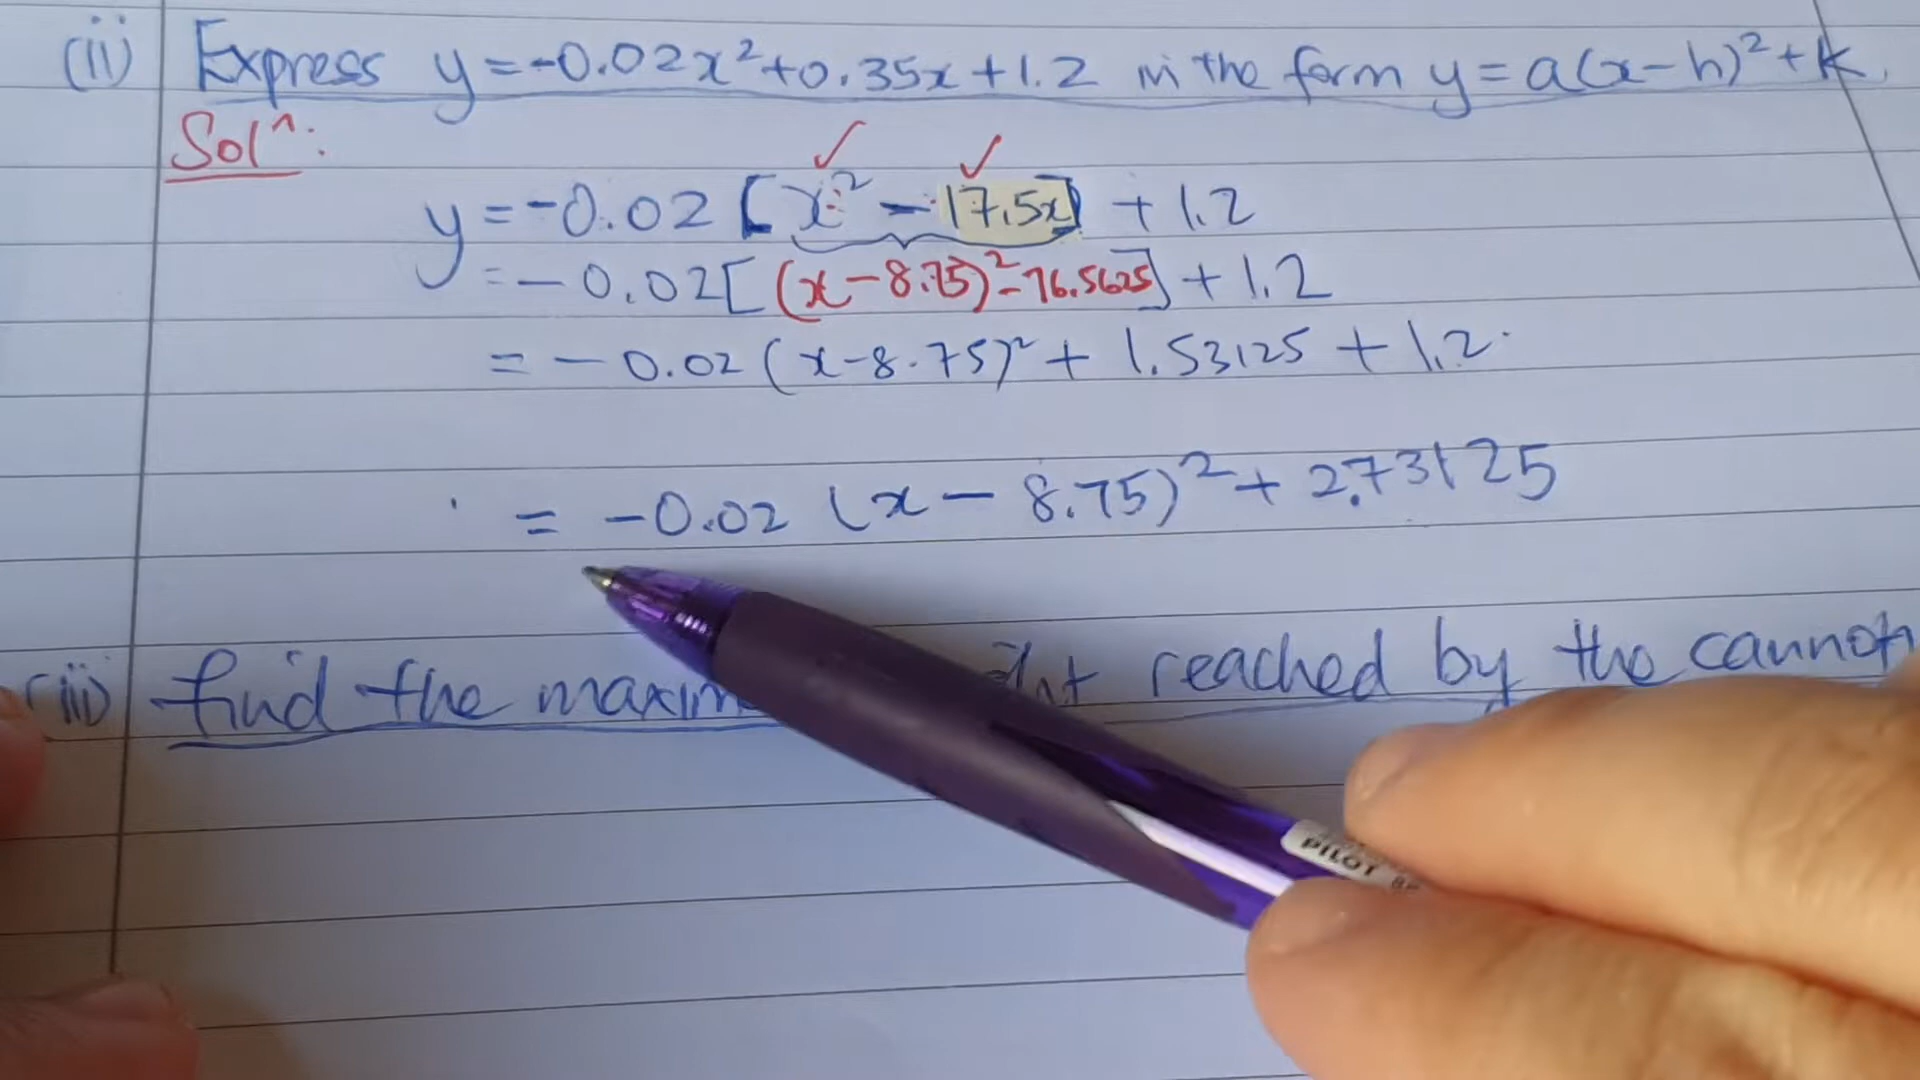 (ii) Express y=-0.02x²+0.35x+1.2 in the form y=a(x-h)²+k.
Solⁿ:
y=-0.02[x²-17.5x]+1.2
=-0.02[(x-8.75)²-76.5625]+1.2
=-0.02(x-8.75)²+1.53125+1.2
=-0.02(x-8.75)²+2.73125
(iii) find the reached by the cannon
PILOT